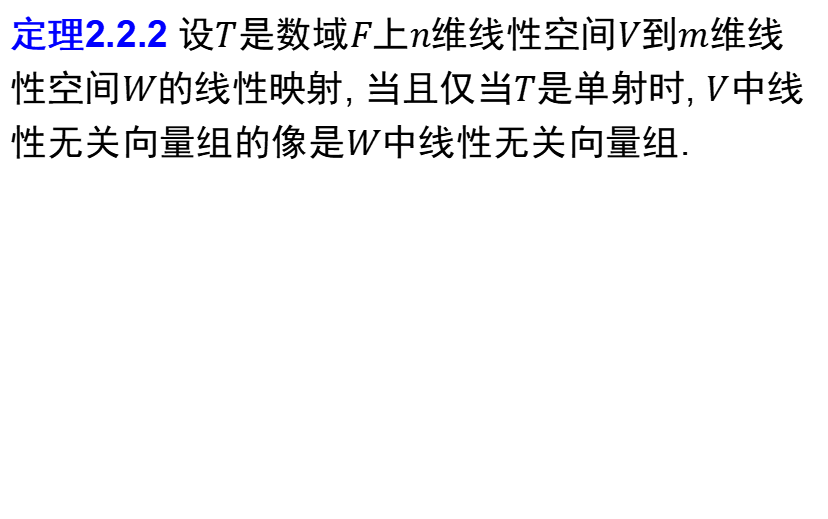 定理2.2.2 设T是数域F上n维线性空间V到m维线
性空间W的线性映射, 当且仅当T是单射时, V中线
性无关向量组的像是W中线性无关向量组.